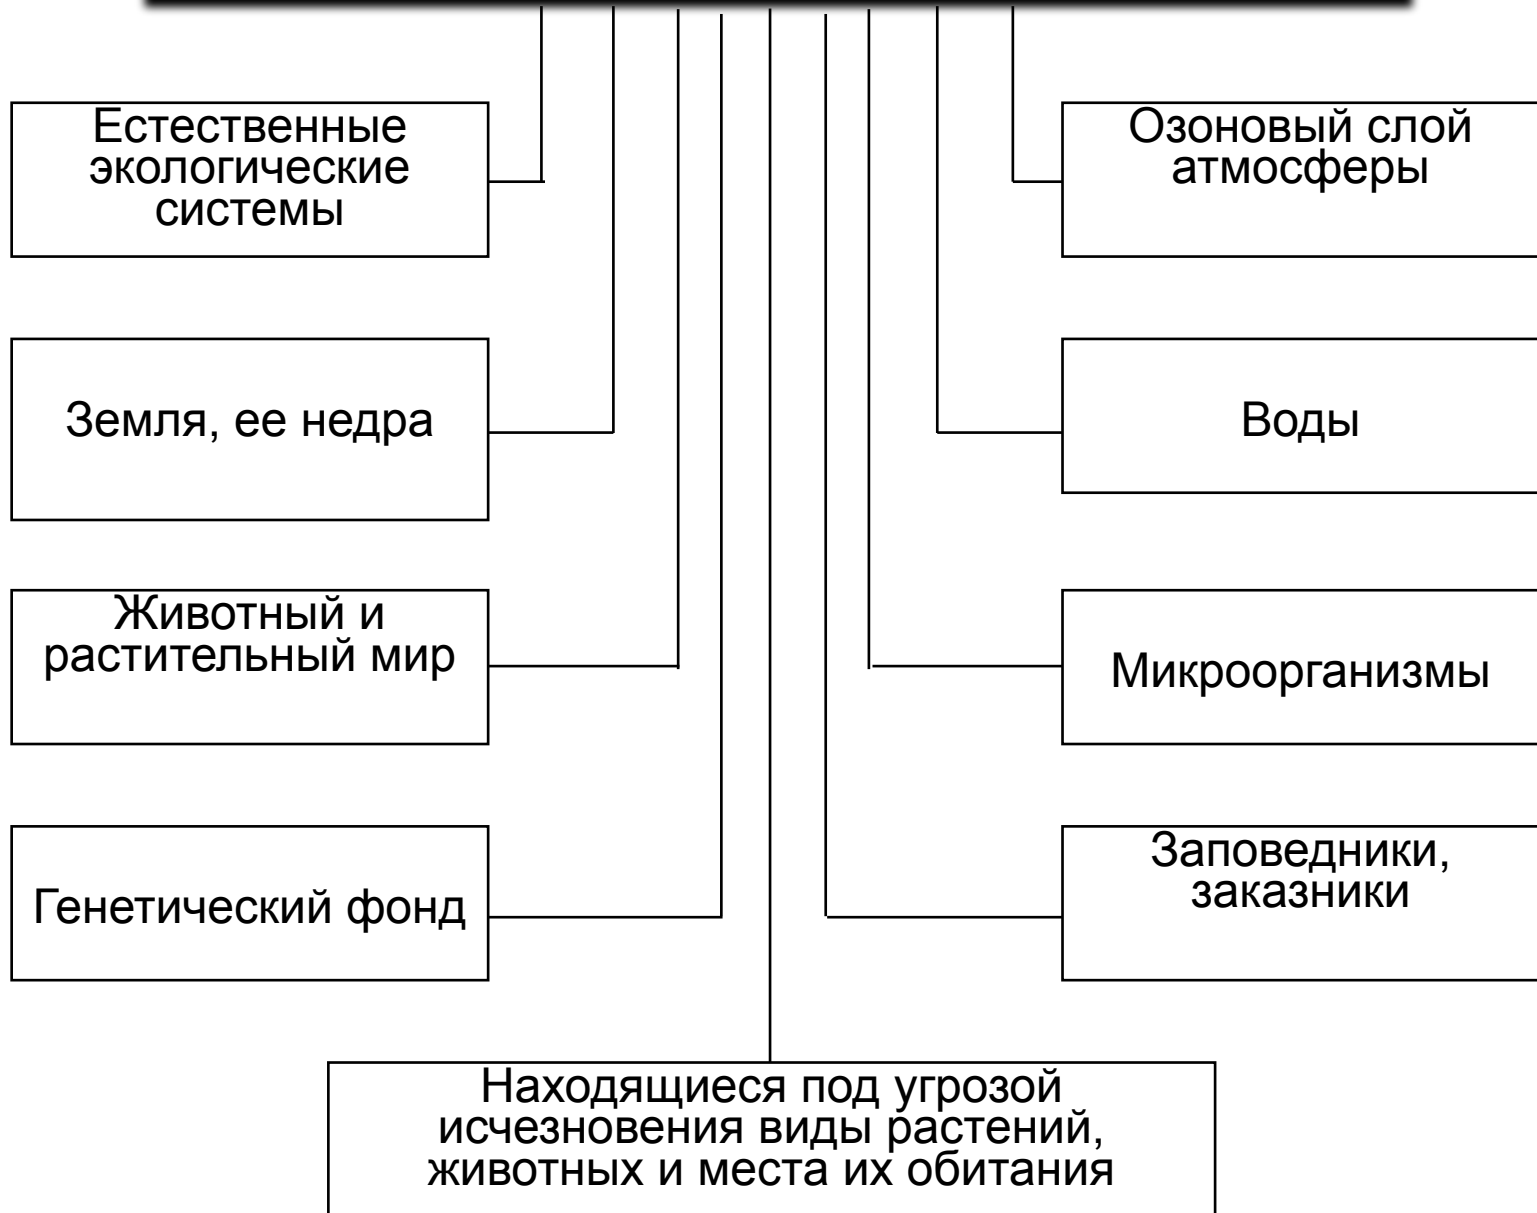 Естественные
экологические
системы
Озоновый слой
атмосферы
Земля, ее недра
Воды
Животный и
растительный мир
Микроорганизмы
Генетический фонд
Заповедники,
заказники
Находящиеся под угрозой
исчезновения виды растений,
животных и места их обитания